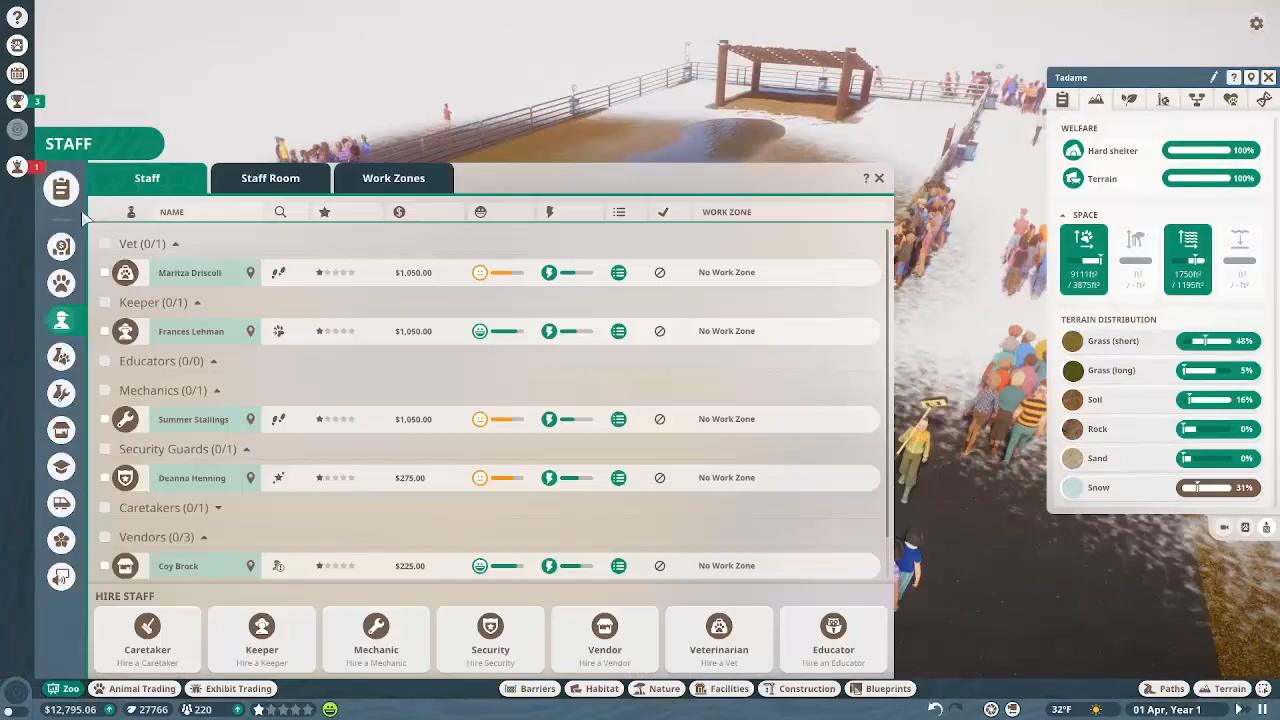 ?
3
1
STAFF
Staff
Staff Room
Work Zones
?
NAME
WORK ZONE
Vet (0/1)
Maritza Driscoll $1,050.00 No Work Zone
Keeper (0/1)
Frances Lehman $1,050.00 No Work Zone
Educators (0/0)
Mechanics (0/1)
Summer Stallings $1,050.00 No Work Zone
Security Guards (0/1)
Deanna Henning $275.00 No Work Zone
Caretakers (0/1)
Vendors (0/3)
Coy Brock $225.00 No Work Zone
HIRE STAFF
Caretaker
Hire a Caretaker
Keeper
Hire a Keeper
Mechanic
Hire a Mechanic
Security
Hire Security
Vendor
Hire a Vendor
Veterinarian
Hire a Vet
Educator
Hire an Educator
Tadame
?
WELFARE
Hard shelter 100%
Terrain 100%
SPACE
9111ft²
/ 3875ft²
ft²
/ -ft²
1750ft²
/ 1195ft²
ft²
/ -ft²
TERRAIN DISTRIBUTION
Grass (short) 48%
Grass (long) 5%
Soil 16%
Rock 0%
Sand 0%
Snow 31%
Zoo
Animal Trading
Exhibit Trading
Barriers
Habitat
Nature
Facilities
Construction
Blueprints
Paths
Terrain
$12,795.06
27766
220
32°F
01 Apr, Year 1